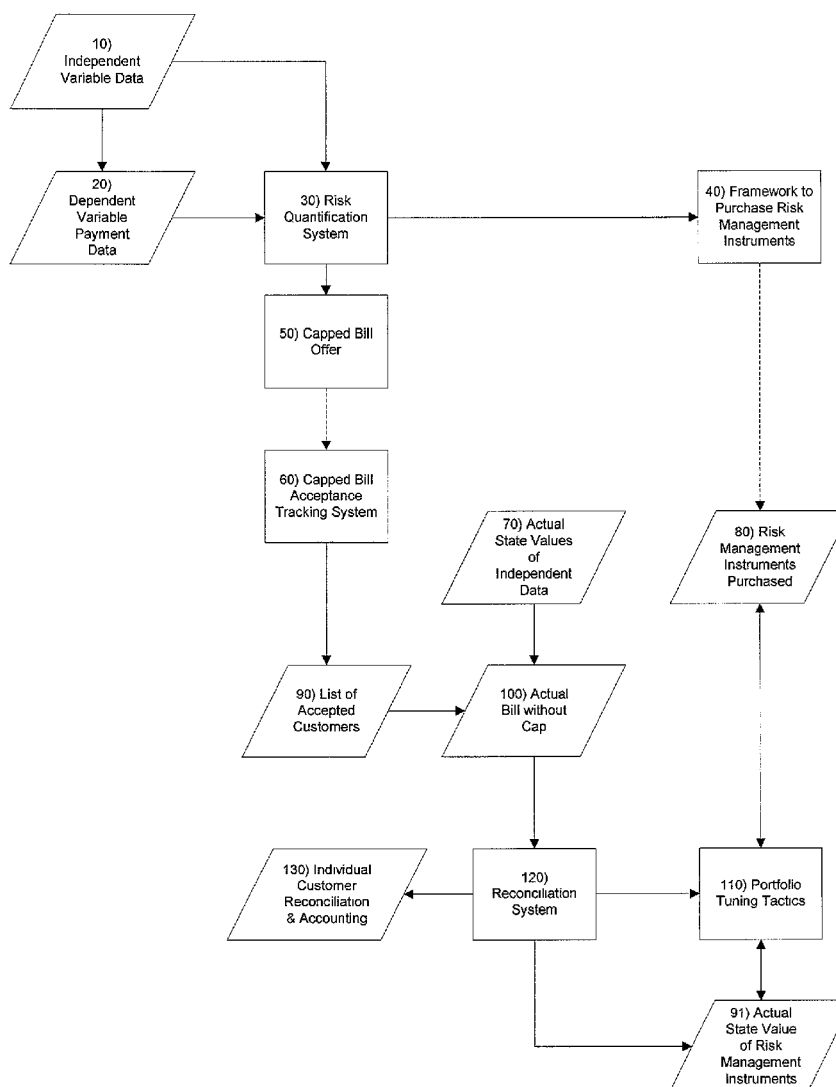 10)
Independent
Variable Data
20)
Dependent
Variable
Payment
Data
30) Risk
Quantification
System
40) Framework to
Purchase Risk
Management
Instruments
50) Capped Bill
Offer
60) Capped Bill
Acceptance
Tracking System
70) Actual
State Values
of
Independent
Data
80) Risk
Management
Instruments
Purchased
90) List of
Accepted
Customers
100) Actual
Bill without
Cap
130) Individual
Customer
Reconciliation
& Accounting
120)
Reconciliation
System
110) Portfolio
Tuning Tactics
91) Actual
State Value
of Risk
Management
Instruments